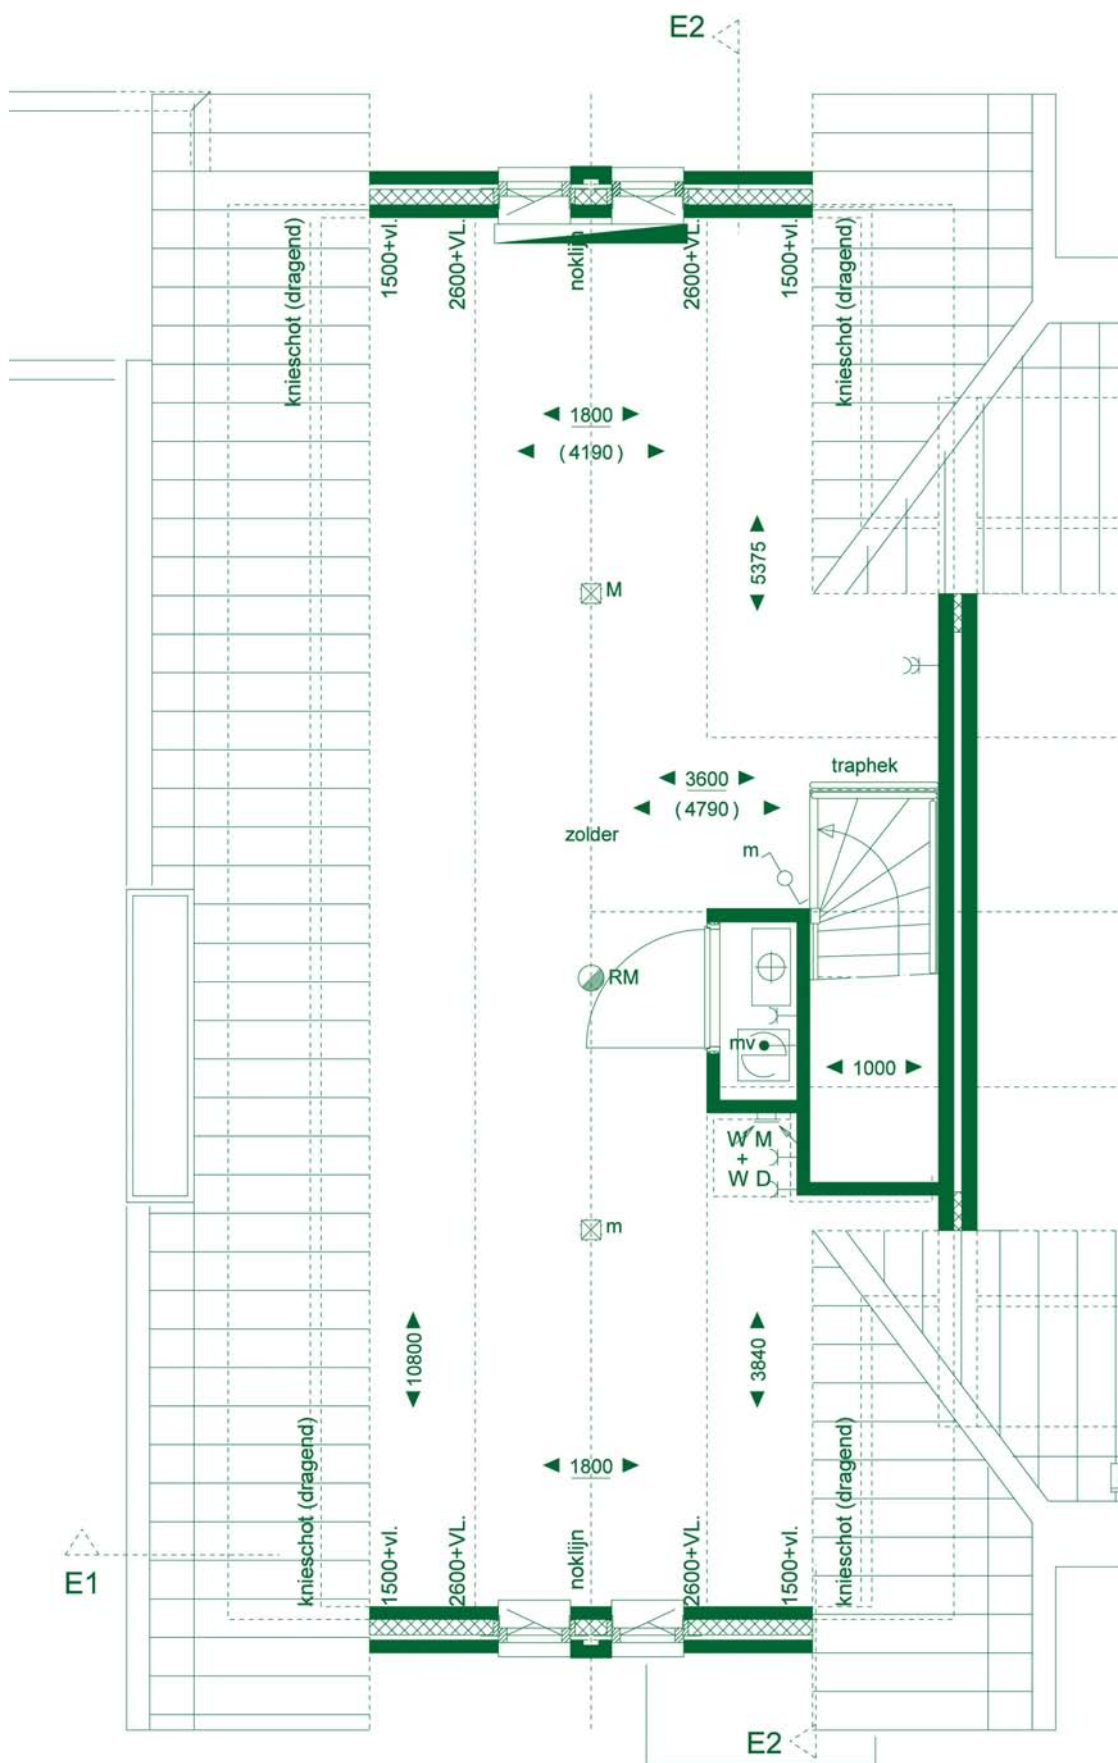 E2
knieschot (dragend)
1500+vl.
2600+VL.
noklijn
2600+VL.
1500+vl.
knieschot (dragend)
1800
(4190)
5375
M
traphek
3600
(4790)
zolder
m
RM
mv
1000
W M
+
W D
m
10800
3840
1800
knieschot (dragend)
1500+vl.
2600+VL.
noklijn
2600+VL.
1500+vl.
knieschot (dragend)
E1
E2